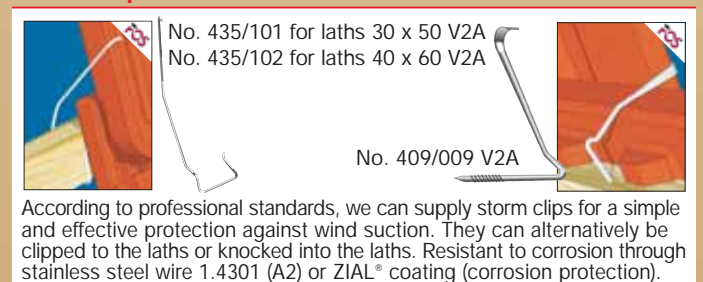 No. 435/101 for laths 30 x 50 V2A
No. 435/102 for laths 40 x 60 V2A
No. 409/009 V2A
According to professional standards, we can supply storm clips for a simple
and effective protection against wind suction. They can alternatively be
clipped to the laths or knocked into the laths. Resistant to corrosion through
stainless steel wire 1.4301 (A2) or ZIAL® coating (corrosion protection).